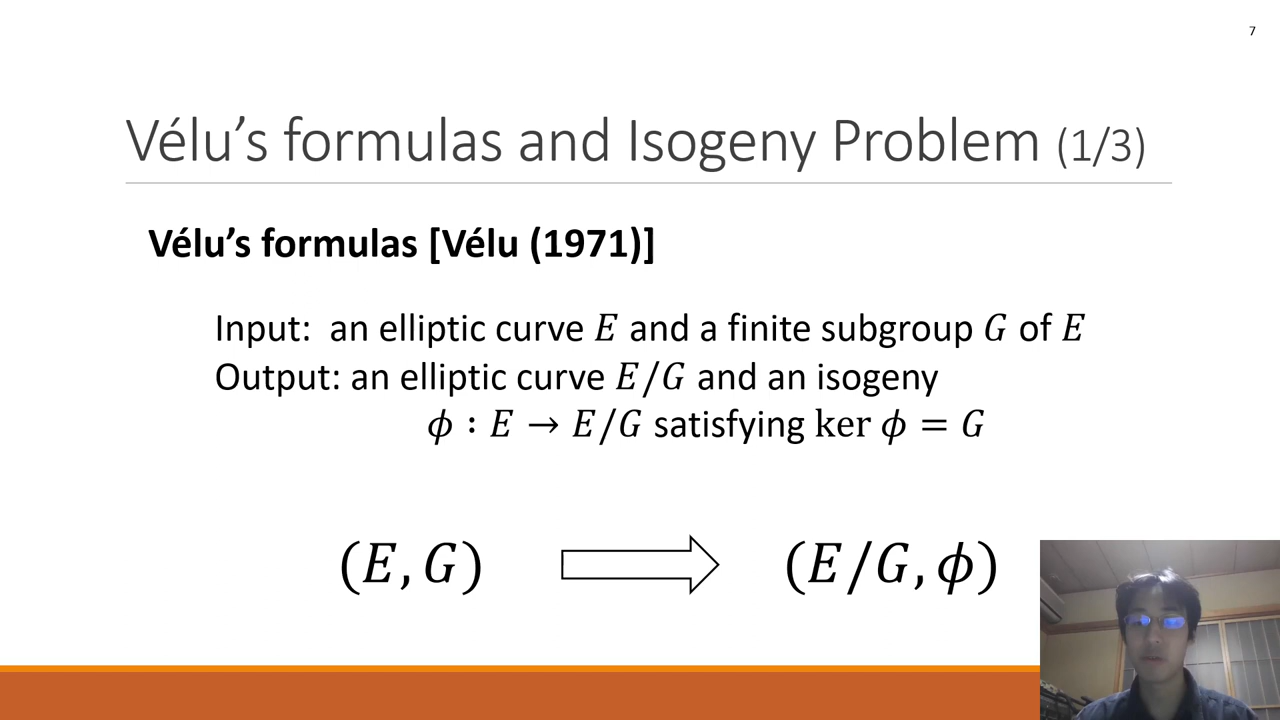 7
Vélu’s formulas and Isogeny Problem (1/3)
Vélu’s formulas [Vélu (1971)]
Input: an elliptic curve 𝐸 and a finite subgroup 𝐺 of 𝐸
Output: an elliptic curve 𝐸/𝐺 and an isogeny
𝜙 : 𝐸 → 𝐸/𝐺 satisfying ker 𝜙 = 𝐺
(𝐸, 𝐺) (𝐸/𝐺, 𝜙)